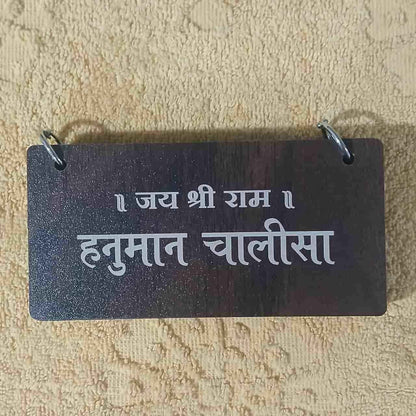 ॥ जय श्री राम ॥
हनुमान चालीसा